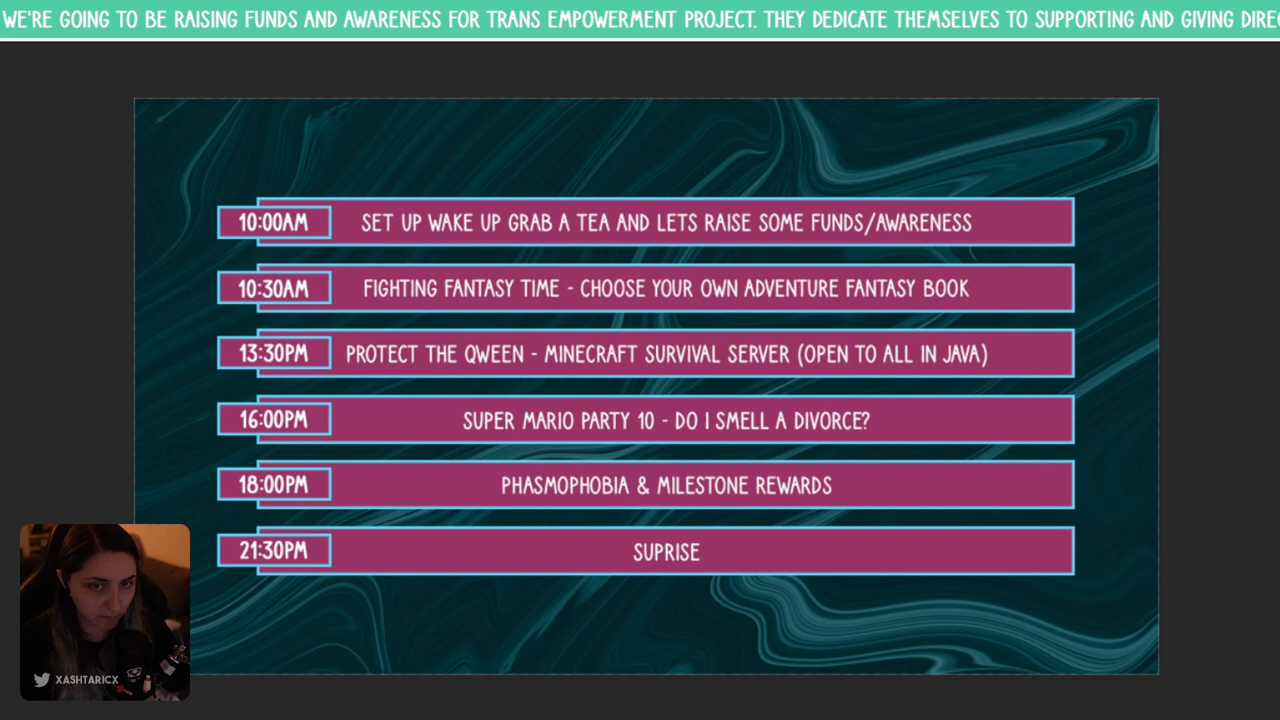 WE'RE GOING TO BE RAISING FUNDS AND AWARENESS FOR TRANS EMPOWERMENT PROJECT. THEY DEDICATE THEMSELVES TO SUPPORTING AND GIVING
10:00AM SET UP WAKE UP GRAB A TEA AND LETS RAISE SOME FUNDS/AWARENESS
10:30AM FIGHTING FANTASY TIME - CHOOSE YOUR OWN ADVENTURE FANTASY BOOK
13:30PM PROTECT THE QWEEN - MINECRAFT SURVIVAL SERVER (OPEN TO ALL IN JAVA)
16:00PM SUPER MARIO PARTY 10 - DO I SMELL A DIVORCE?
18:00PM PHASMOPHOBIA & MILESTONE REWARDS
21:30PM SUPRISE
XASHTARICX